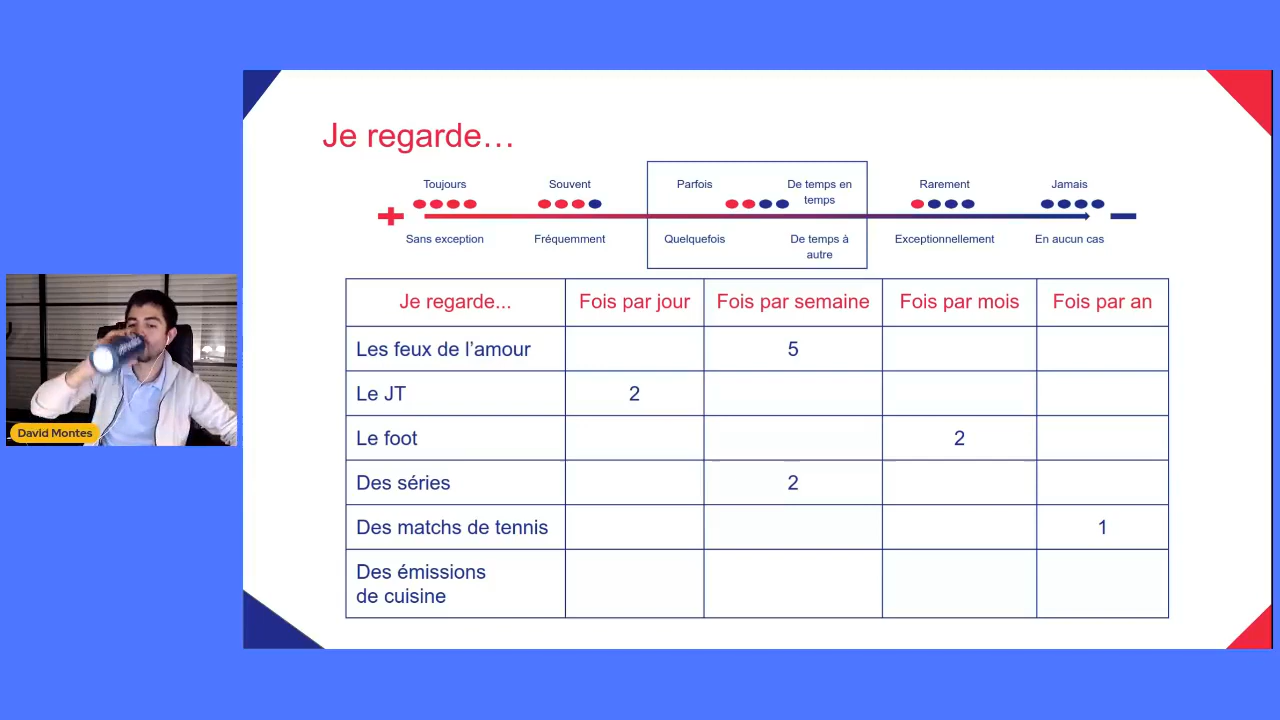 Je regarde…
Toujours
Souvent
Parfois
De temps en
temps
Rarement
Jamais
Sans exception
Fréquemment
Quelquefois
De temps à
autre
Exceptionnellement
En aucun cas
Je regarde...
Fois par jour
Fois par semaine
Fois par mois
Fois par an
Les feux de l’amour
5
Le JT
2
Le foot
2
Des séries
2
Des matchs de tennis
1
Des émissions
de cuisine
David Montes